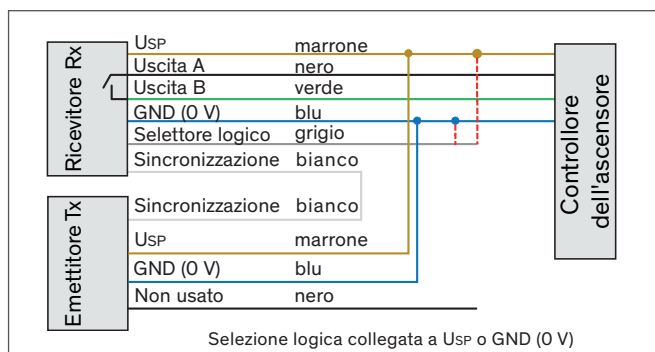 Ricevitore Rx
USP marrone
Uscita A nero
Uscita B verde
GND (0 V) blu
Selettore logico grigio
Sincronizzazione bianco
Emettitore Tx
Sincronizzazione bianco
USP marrone
GND (0 V) blu
Non usato nero
Controllore
dell'ascensore
Selezione logica collegata a USP o GND (0 V)